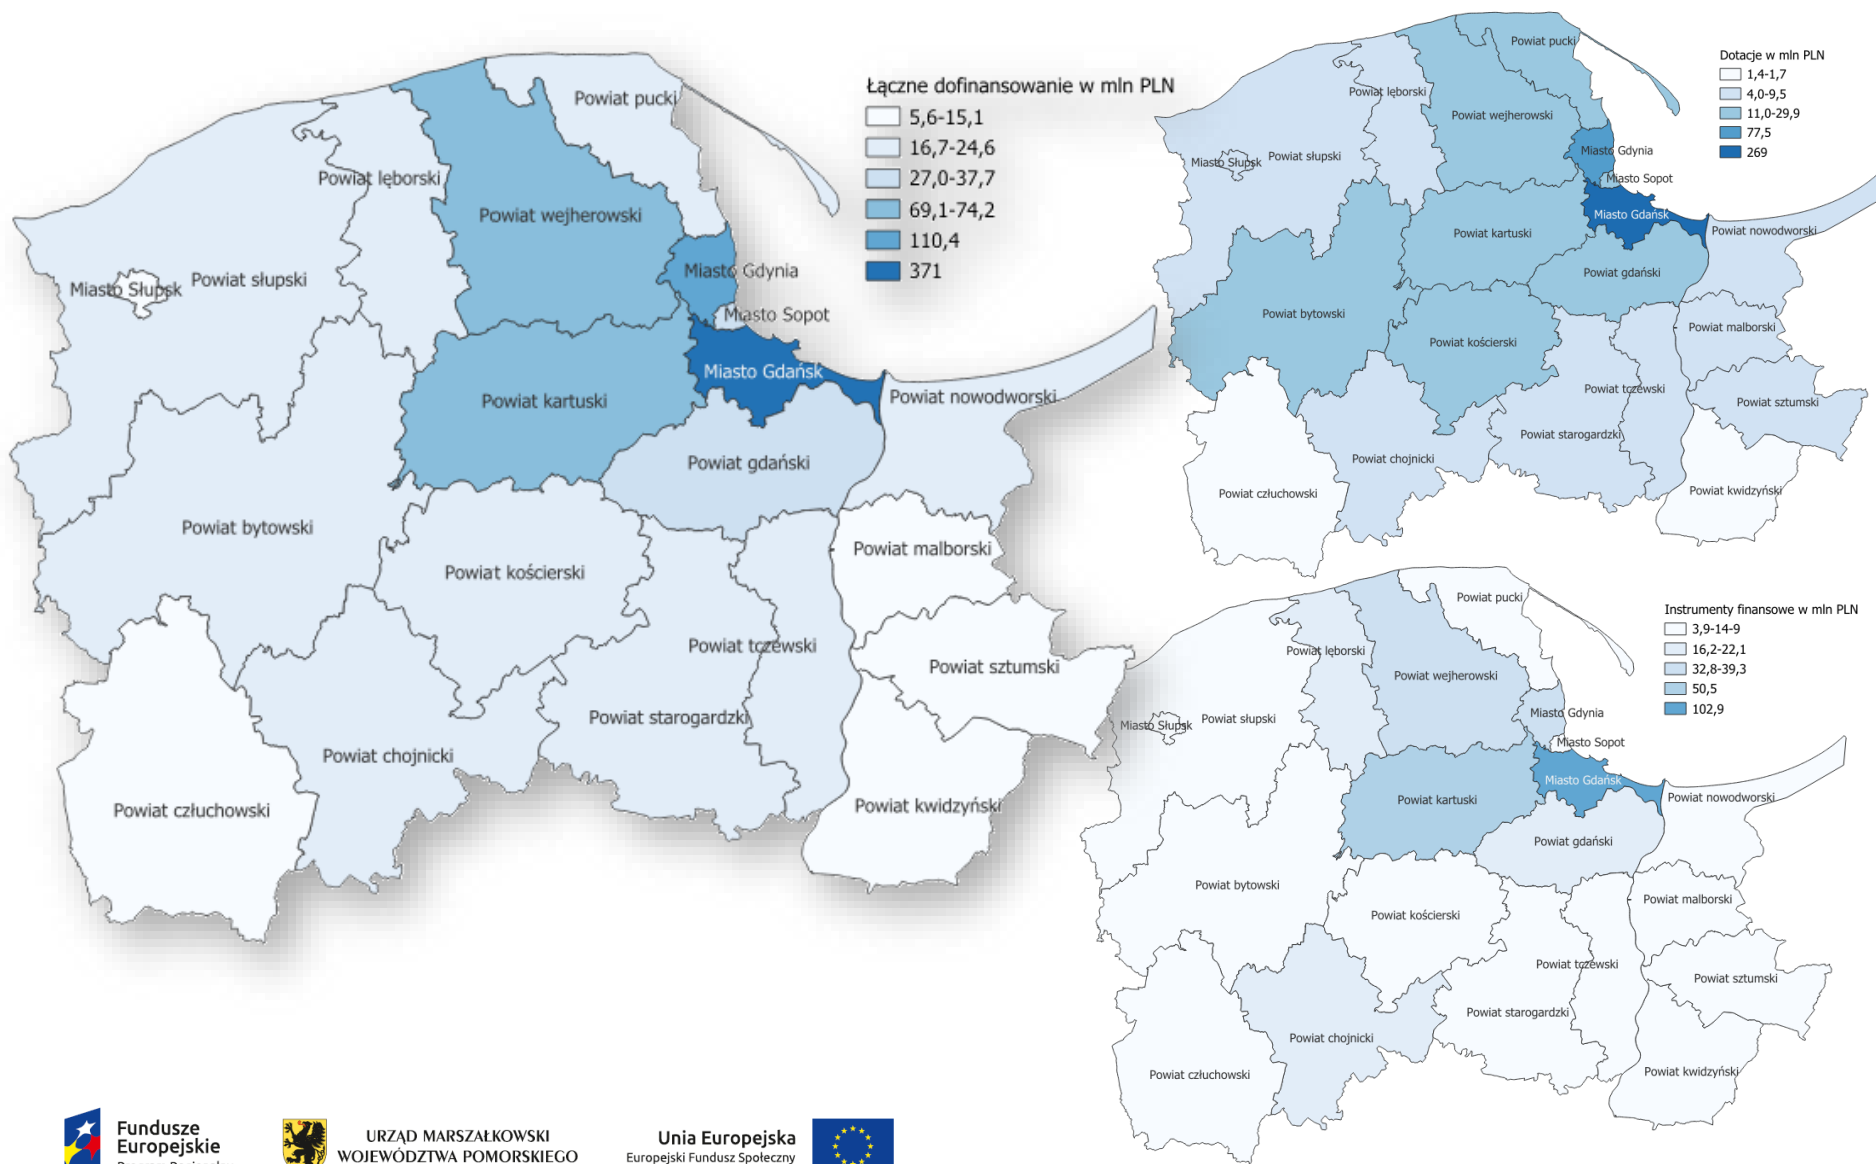 Łączne dofinansowanie w mln PLN
5,6-15,1
16,7-24,6
27,0-37,7
69,1-74,2
110,4
371
Powiat pucki
Powiat lęborski
Powiat wejherowski
Miasto Gdynia
Miasto Słupsk
Powiat słupski
Miasto Sopot
Miasto Gdańsk
Powiat kartuski
Powiat nowodworski
Powiat gdański
Powiat bytowski
Powiat malborski
Powiat kościerski
Powiat tczewski
Powiat sztumski
Powiat starogardzki
Powiat chojnicki
Powiat człuchowski
Powiat kwidzyński
Dotacje w mln PLN
1,4-1,7
4,0-9,5
11,0-29,9
77,5
269
Powiat pucki
Powiat lęborski
Powiat wejherowski
Miasto Gdynia
Miasto Słupsk
Powiat słupski
Miasto Sopot
Miasto Gdańsk
Powiat nowodworski
Powiat kartuski
Powiat gdański
Powiat bytowski
Powiat malborski
Powiat kościerski
Powiat tczewski
Powiat sztumski
Powiat starogardzki
Powiat chojnicki
Powiat człuchowski
Powiat kwidzyński
Instrumenty finansowe w mln PLN
3,9-14-9
16,2-22,1
32,8-39,3
50,5
102,9
Powiat pucki
Powiat lęborski
Powiat wejherowski
Miasto Gdynia
Miasto Słupsk
Powiat słupski
Miasto Sopot
Miasto Gdańsk
Powiat nowodworski
Powiat kartuski
Powiat gdański
Powiat bytowski
Powiat malborski
Powiat kościerski
Powiat tczewski
Powiat sztumski
Powiat starogardzki
Powiat chojnicki
Powiat człuchowski
Powiat kwidzyński
Fundusze
Europejskie
URZĄD MARSZAŁKOWSKI
WOJEWÓDZTWA POMORSKIEGO
Unia Europejska
Europejski Fundusz Społeczny